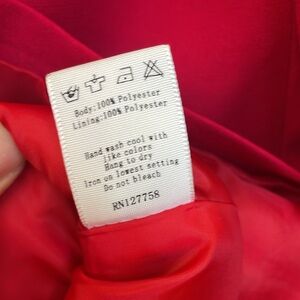 Body:100% Polyester
Lining:100% Polyester
Hand wash cool with
like colors
Hang to dry
Iron on lowest setting
Do not bleach
RN127758